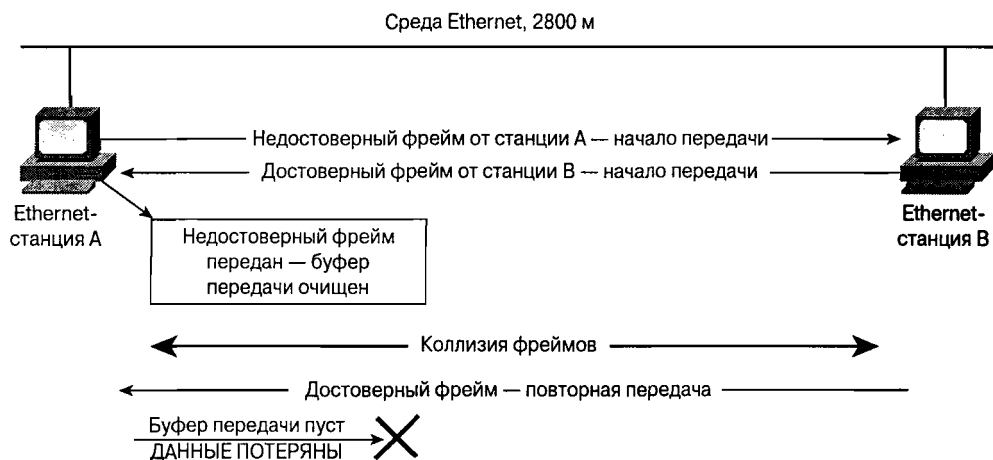 Среда Ethernet, 2800 м
Недостоверный фрейм от станции А — начало передачи
Достоверный фрейм от станции В — начало передачи
Ethernet-
станция А
Ethernet-
станция В
Недостоверный фрейм
передан — буфер
передачи очищен
Коллизия фреймов
Достоверный фрейм — повторная передача
Буфер передачи пуст
ДАННЫЕ ПОТЕРЯНЫ